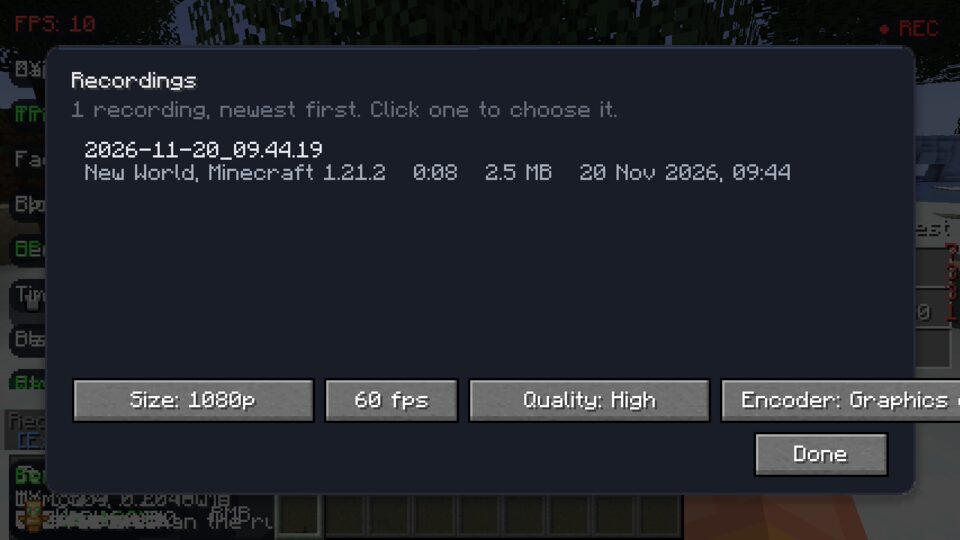 FPS: 10
REC
Recordings
1 recording, newest first. Click one to choose it.
2026-11-20_09.44.19
New World, Minecraft 1.21.2 0:08 2.5 MB 20 Nov 2026, 09:44
Size: 1080p
60 fps
Quality: High
Encoder: Graphics
Done